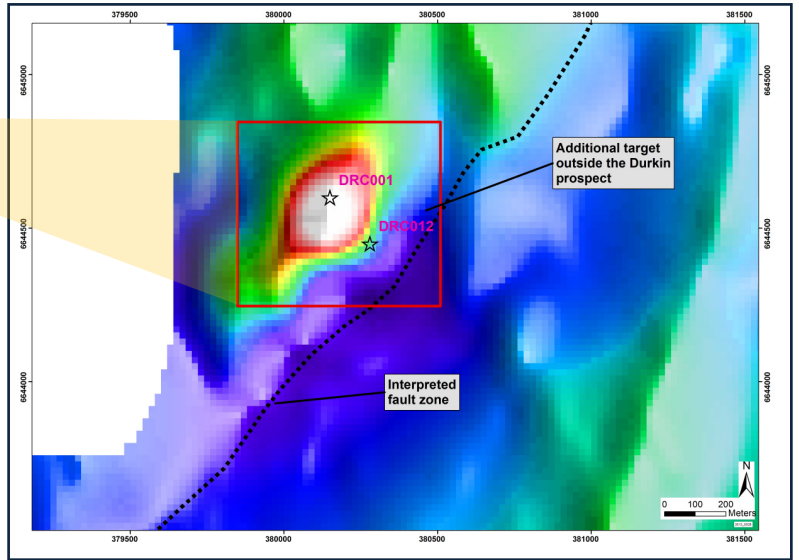 379500 380000 380500 381000 381500
6645000
6645000
DRC001
Additional target
outside the Durkin
prospect
DRC012
6644500
6644500
Interpreted
fault zone
6644000
6644000
N
0 100 200
Meters
379500 380000 380500 381000 381500